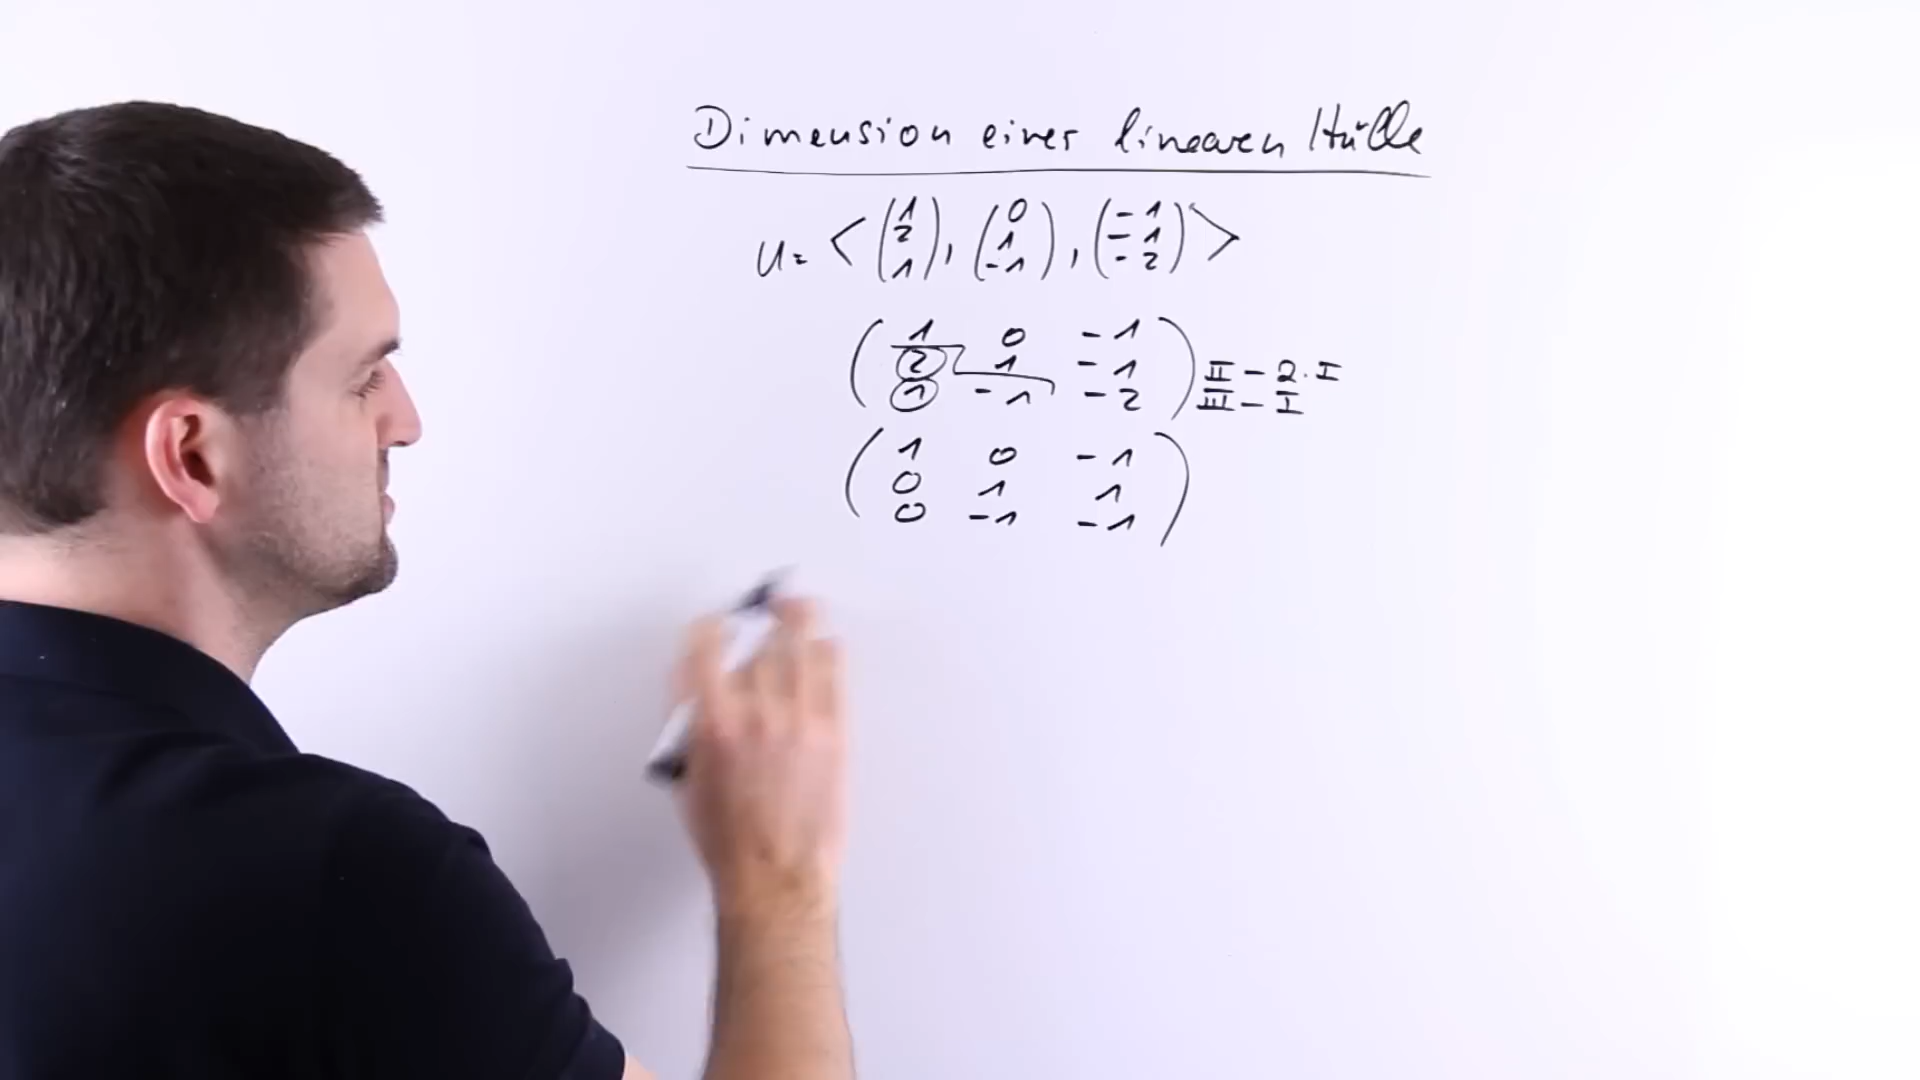 Dimension einer linearen Hülle
U = < (1 2 1), (0 1 -1), (-1 -1 -2) >
( 1 0 -1
2 1 -1 II - 2·I
1 -1 -2 ) III - I
( 1 0 -1
0 1 1
0 -1 -1 )